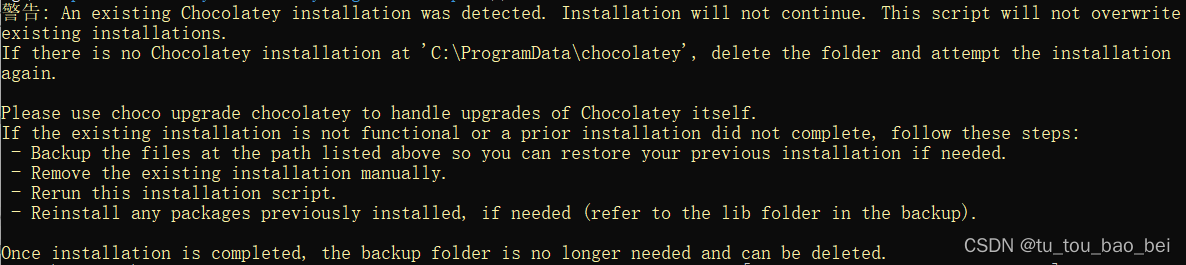 警告: An existing Chocolatey installation was detected. Installation will not continue. This script will not overwrite
existing installations.
If there is no Chocolatey installation at 'C:\ProgramData\chocolatey', delete the folder and attempt the installation
again.
Please use choco upgrade chocolatey to handle upgrades of Chocolatey itself.
If the existing installation is not functional or a prior installation did not complete, follow these steps:
- Backup the files at the path listed above so you can restore your previous installation if needed.
- Remove the existing installation manually.
- Rerun this installation script.
- Reinstall any packages previously installed, if needed (refer to the lib folder in the backup).
Once installation is completed, the backup folder is no longer needed and can be deleted.
CSDN @tu_tou_bao_bei